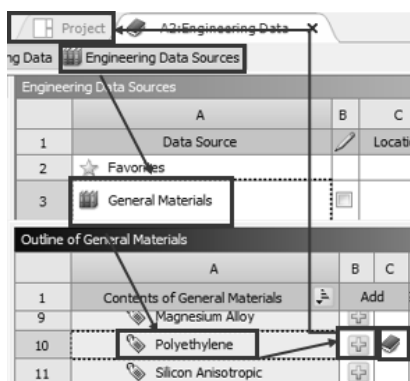 Project A2:Engineering Data ×
ng Data Engineering Data Sources
Engineering Data Sources
A B C
1 Data Source Locati
2 Favorites
3 General Materials
Outline of General Materials
A B C
1 Contents of General Materials Add
9 Magnesium Alloy
10 Polyethylene
11 Silicon Anisotropic